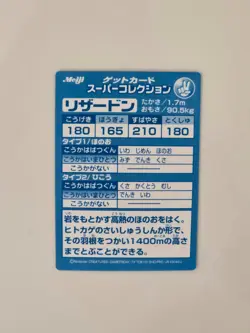 Meiji
ゲットカード
スーパーコレクション
リザードン
たかさ/1.7m
おもさ/90.5kg
こうげき ぼうぎょ すばやさ とくしゅ
180 165 210 180
タイプ1/ほのお
こうかはばつぐん いわ じめん
こうかはいまひとつ みず でんき くさ
こうかがない
タイプ2/ひこう
こうかばつぐん くさ かくとう むし
こうかはいまひとつ でんき いわ
こうかがない
岩をもとかす高熱のほのおをはく。
ヒトカゲのさいしゅうしんか形で、
その羽根をつかい1400mの高さ
までとぶことができる。